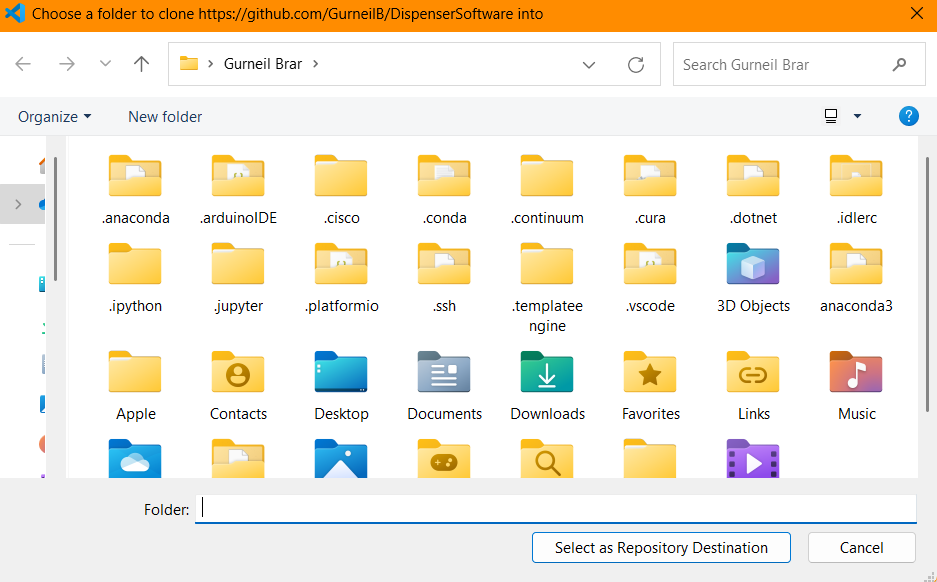 Choose a folder to clone https://github.com/GurneilB/DispenserSoftware into
Gurneil Brar
Search Gurneil Brar
Organize
New folder
?
.anaconda
.arduinoIDE
.cisco
.conda
.continuum
.cura
.dotnet
.idlerc
.ipython
.jupyter
.platformio
.ssh
.templatee
ngine
.vscode
3D Objects
anaconda3
Apple
Contacts
Desktop
Documents
Downloads
Favorites
Links
Music
Folder:
Select as Repository Destination
Cancel